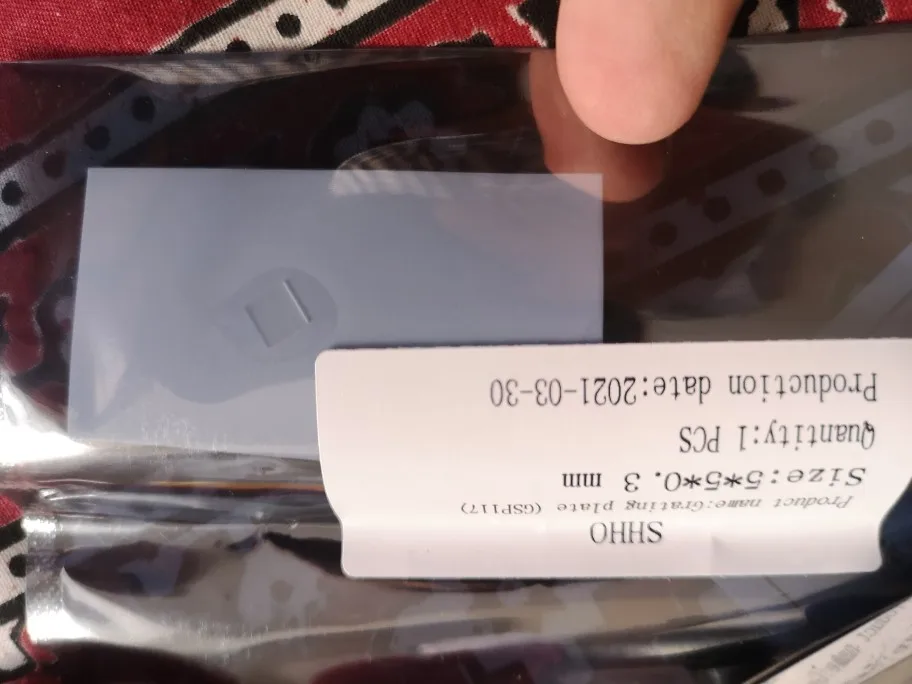 SHHO
Product name:Grating plate (GSP117)
Size:5*5*0.3 mm
Quantity:1 PCS
Production date:2021-03-30